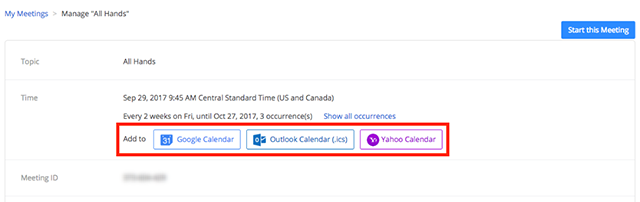 My Meetings > Manage "All Hands"
Start this Meeting
Topic All Hands
Time Sep 29, 2017 9:45 AM Central Standard Time (US and Canada)
Every 2 weeks on Fri, until Oct 27, 2017, 3 occurrence(s) Show all occurrences
Add to 31 Google Calendar Outlook Calendar (.ics) Yahoo Calendar
Meeting ID